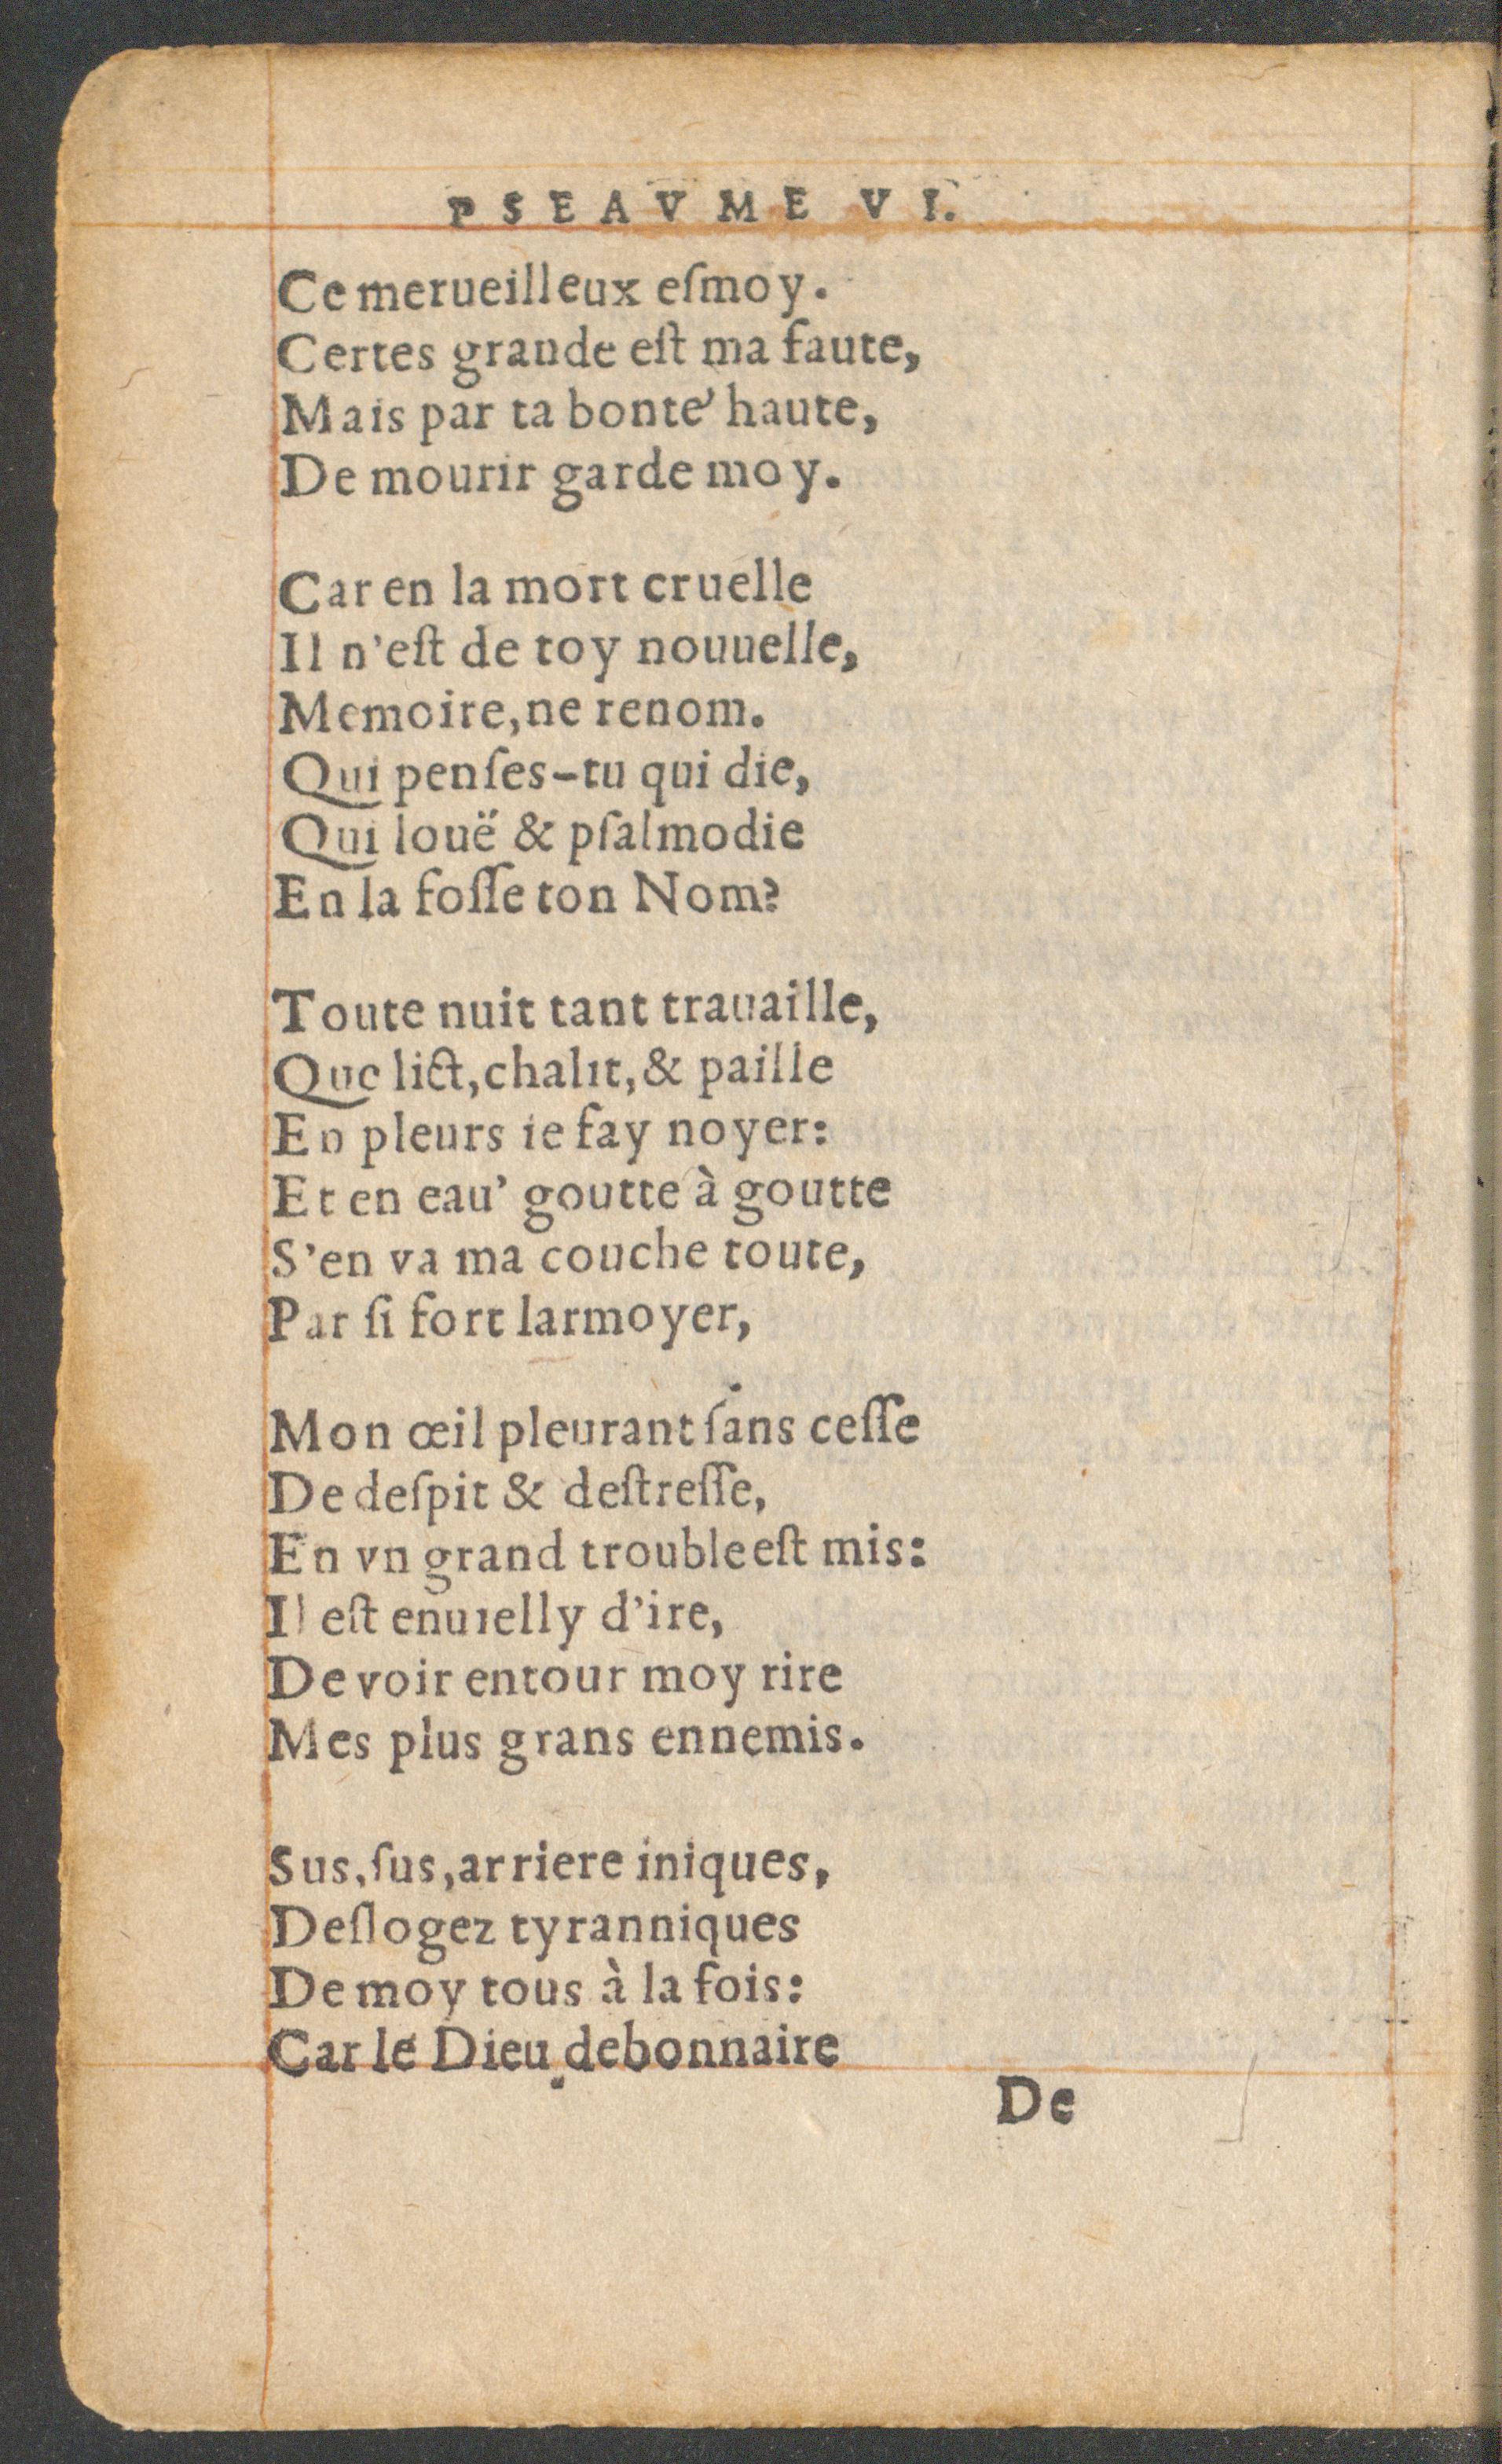 PSEAVME VI.
Ce merueilleux eſmoy.
Certes grande eſt ma faute,
Mais par ta bonté haute,
De mourir garde moy.
Car en la mort cruelle
Il n'eſt de toy nouuelle,
Memoire, ne renom.
Qui penſes-tu qui die,
Qui louë & pſalmodie
En la foſſe ton Nom?
Toute nuit tant trauaille,
Que lict, chalit, & paille
En pleurs ie fay noyer:
Et en eau' goutte à goutte
S'en va ma couche toute,
Par ſi fort larmoyer,
Mon œil pleurant ſans ceſſe
De deſpit & deſtreſſe,
En vn grand trouble eſt mis:
Il eſt enuielly d'ire,
De voir entour moy rire
Mes plus grans ennemis.
Sus, ſus, arriere iniques,
Deſlogez tyranniques
De moy tous à la fois:
Car le Dieu debonnaire
De